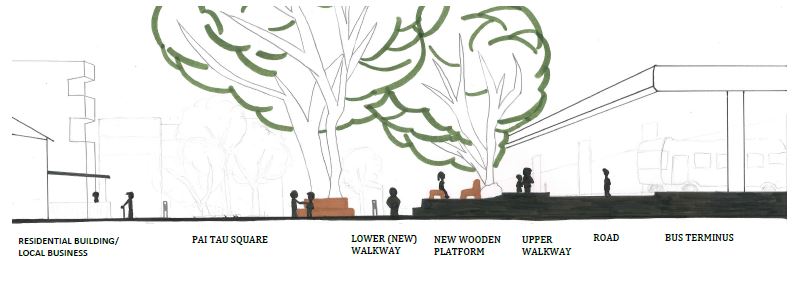 RESIDENTIAL BUILDING/
LOCAL BUSINESS
PAI TAU SQUARE
LOWER (NEW)
WALKWAY
NEW WOODEN
PLATFORM
UPPER
WALKWAY
ROAD
BUS TERMINUS